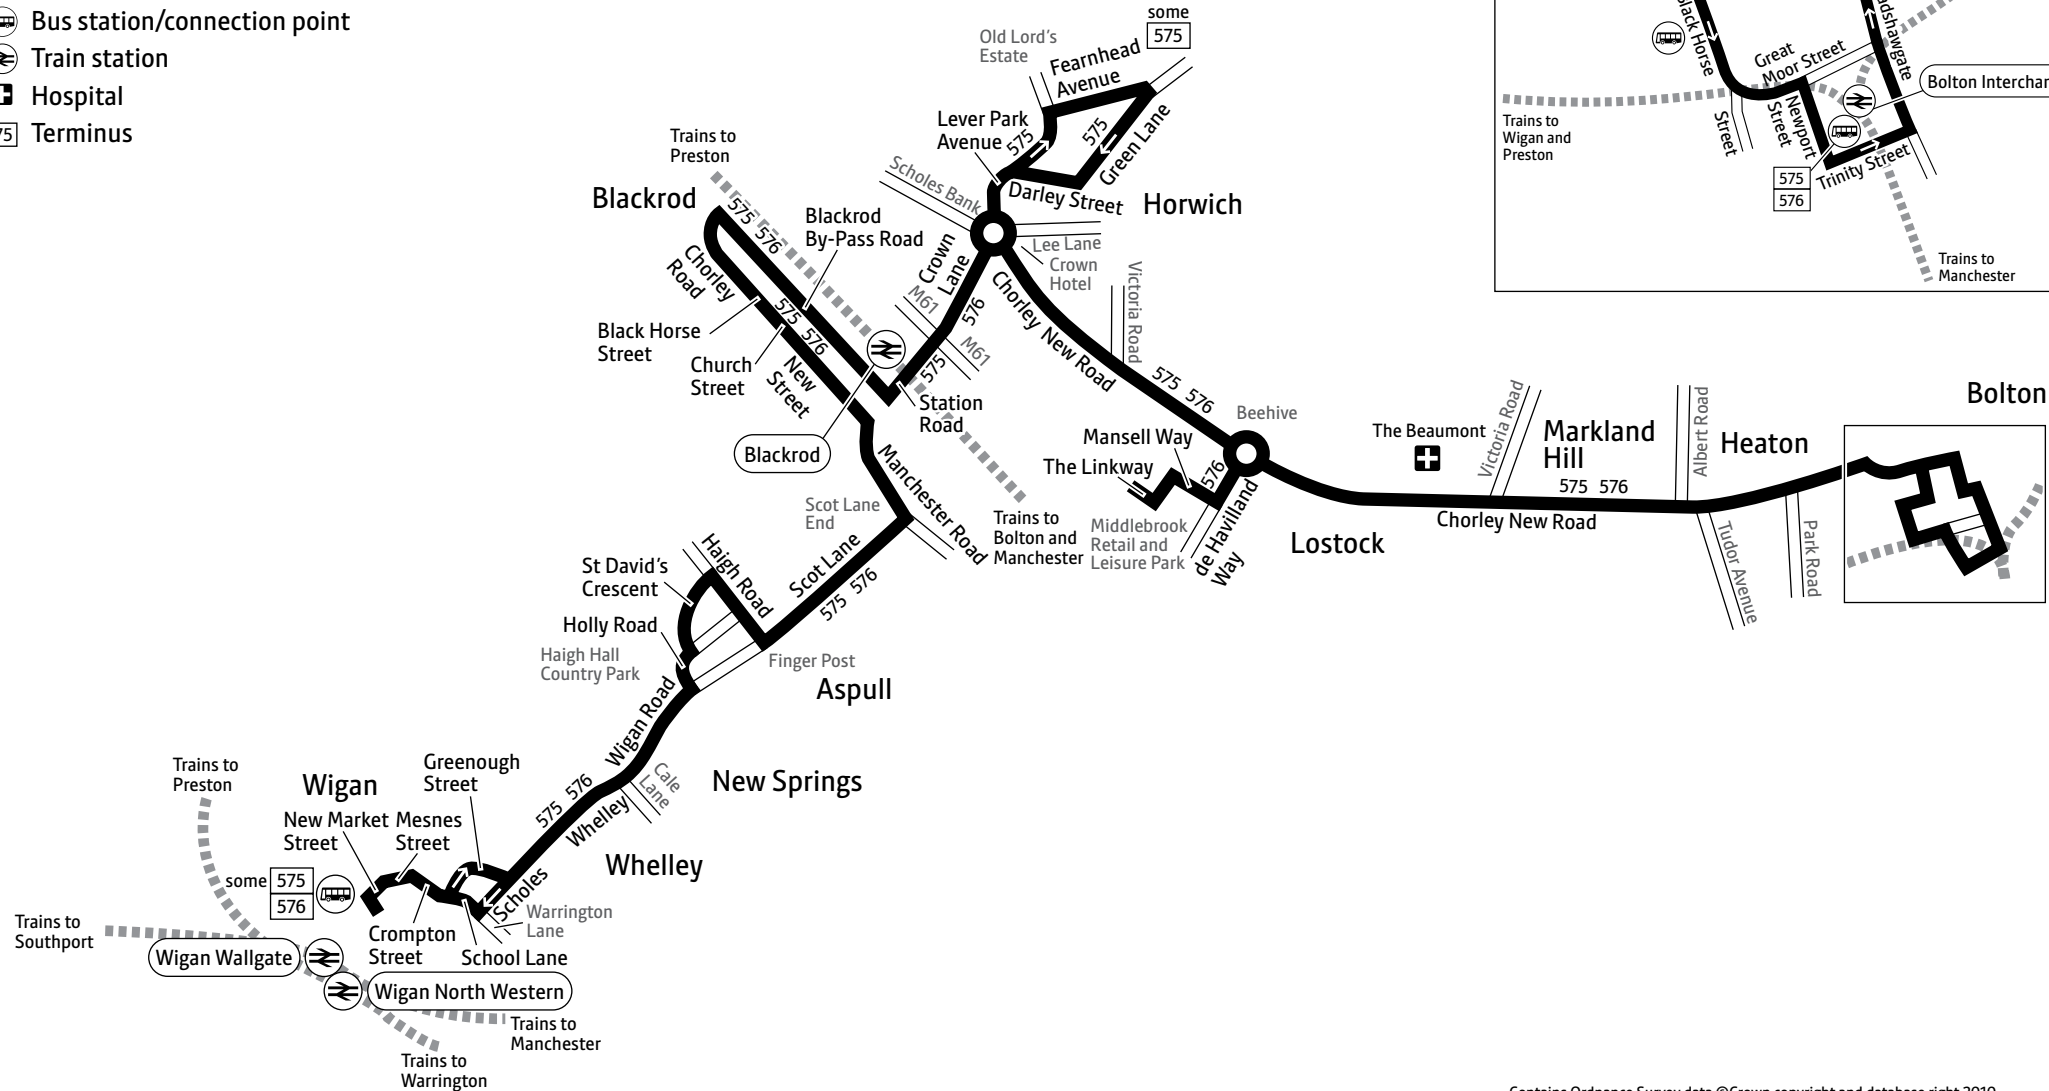 Bus station/connection point
Train station
Hospital
Terminus
some
575
Old Lord's
Estate
Fearnhead
Avenue
Lever Park
Avenue
575
575
Green Lane
Darley Street
Horwich
Scholes Bank
Lee Lane
Crown
Hotel
Trains to
Preston
Blackrod
575 576
Blackrod
By-Pass Road
Crown
Lane
M61
576
M61
575
Chorley
Road
575 576
Black Horse
Street
Church
Street
New
Street
Station
Road
Blackrod
Chorley New Road
Victoria Road
575 576
Beehive
Mansell Way
The Linkway
576
de Havilland
Way
Middlebrook
Retail and
Leisure Park
Trains to
Bolton and
Manchester
Lostock
The Beaumont
Victoria Road
Markland
Hill
575 576
Chorley New Road
Albert Road
Heaton
Tudor Avenue
Park Road
Bolton
Black Horse
Street
Great
Moor Street
Newport
Street
Trinity Street
575
576
Trains to
Wigan and
Preston
Trains to
Manchester
Manchester Road
Scot Lane
End
Scot Lane
575 576
Haigh Road
St David's
Crescent
Holly Road
Haigh Hall
Country Park
Finger Post
Aspull
Wigan Road
New Springs
Cale
Lane
575 576
Whelley
Whelley
Scholes
Warrington
Lane
Greenough
Street
Wigan
New Market
Street
Mesnes
Street
some
575
576
Crompton
Street
School Lane
Trains to
Preston
Trains to
Southport
Wigan Wallgate
Wigan North Western
Trains to
Manchester
Trains to
Warrington